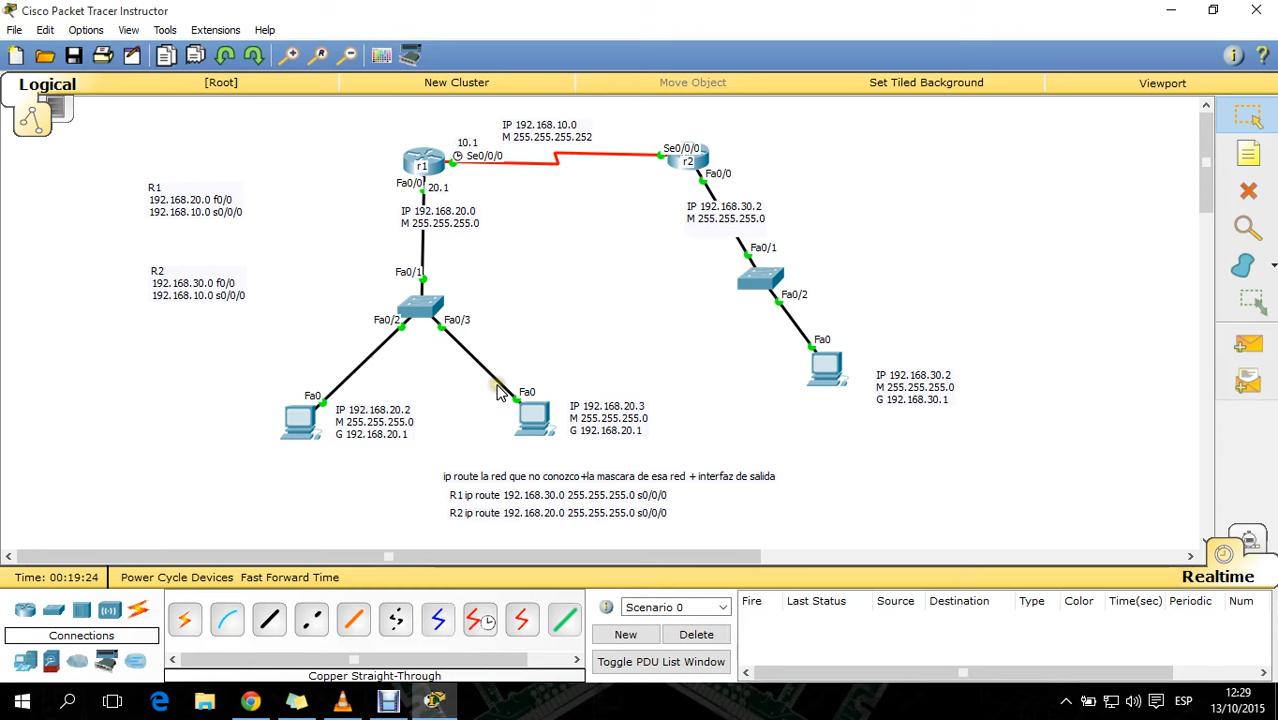 Cisco Packet Tracer Instructor
File Edit Options View Tools Extensions Help
Logical [Root] New Cluster Move Object Set Tiled Background Viewport
IP 192.168.10.0
M 255.255.255.252
10.1
Se0/0/0
r1
Fa0/0
20.1
IP 192.168.20.0
M 255.255.255.0
Se0/0/0
r2
Fa0/0
IP 192.168.30.2
M 255.255.255.0
R1
192.168.20.0 f0/0
192.168.10.0 s0/0/0
R2
192.168.30.0 f0/0
192.168.10.0 s0/0/0
Fa0/1
Fa0/2 Fa0/3
Fa0/1
Fa0/2
Fa0
IP 192.168.30.2
M 255.255.255.0
G 192.168.30.1
Fa0
IP 192.168.20.2
M 255.255.255.0
G 192.168.20.1
Fa0
IP 192.168.20.3
M 255.255.255.0
G 192.168.20.1
ip route la red que no conozco+la mascara de esa red + interfaz de salida
R1 ip route 192.168.30.0 255.255.255.0 s0/0/0
R2 ip route 192.168.20.0 255.255.255.0 s0/0/0
Time: 00:19:24 Power Cycle Devices Fast Forward Time Realtime
Connections
Copper Straight-Through
Scenario 0
New Delete
Toggle PDU List Window
Fire Last Status Source Destination Type Color Time(sec) Periodic Num
ESP
12:29
13/10/2015